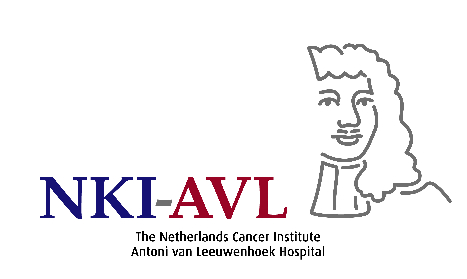 NKI-AVL
The Netherlands Cancer Institute
Antoni van Leeuwenhoek Hospital